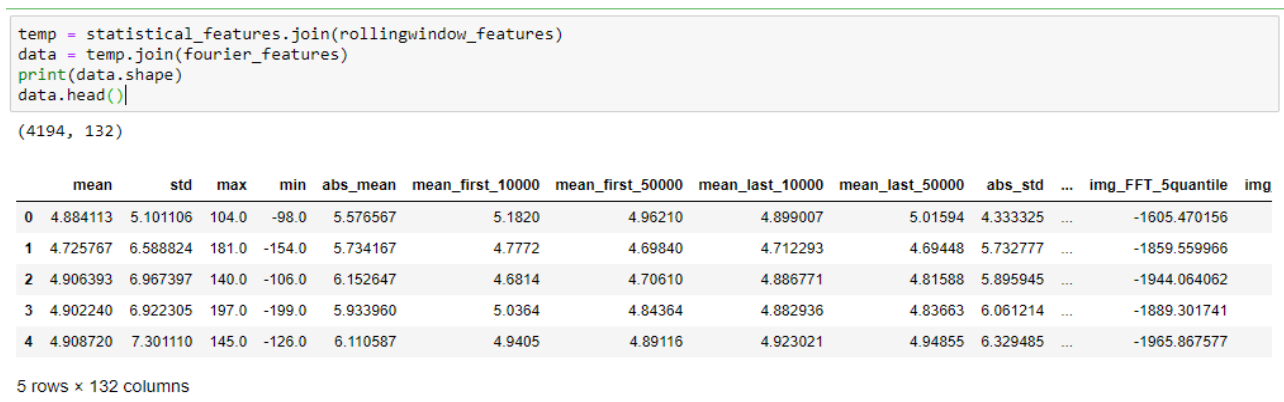 temp = statistical_features.join(rollingwindow_features)
data = temp.join(fourier_features)
print(data.shape)
data.head()
(4194, 132)
mean std max min abs_mean mean_first_10000 mean_first_50000 mean_last_10000 mean_last_50000 abs_std ... img_FFT_5quantile img_
0 4.884113 5.101106 104.0 -98.0 5.576567 5.1820 4.96210 4.899007 5.01594 4.333325 ... -1605.470156
1 4.725767 6.588824 181.0 -154.0 5.734167 4.7772 4.69840 4.712293 4.69448 5.732777 ... -1859.559966
2 4.906393 6.967397 140.0 -106.0 6.152647 4.6814 4.70610 4.886771 4.81588 5.895945 ... -1944.064062
3 4.902240 6.922305 197.0 -199.0 5.933960 5.0364 4.84364 4.882936 4.83663 6.061214 ... -1889.301741
4 4.908720 7.301110 145.0 -126.0 6.110587 4.9405 4.89116 4.923021 4.94855 6.329485 ... -1965.867577
5 rows × 132 columns